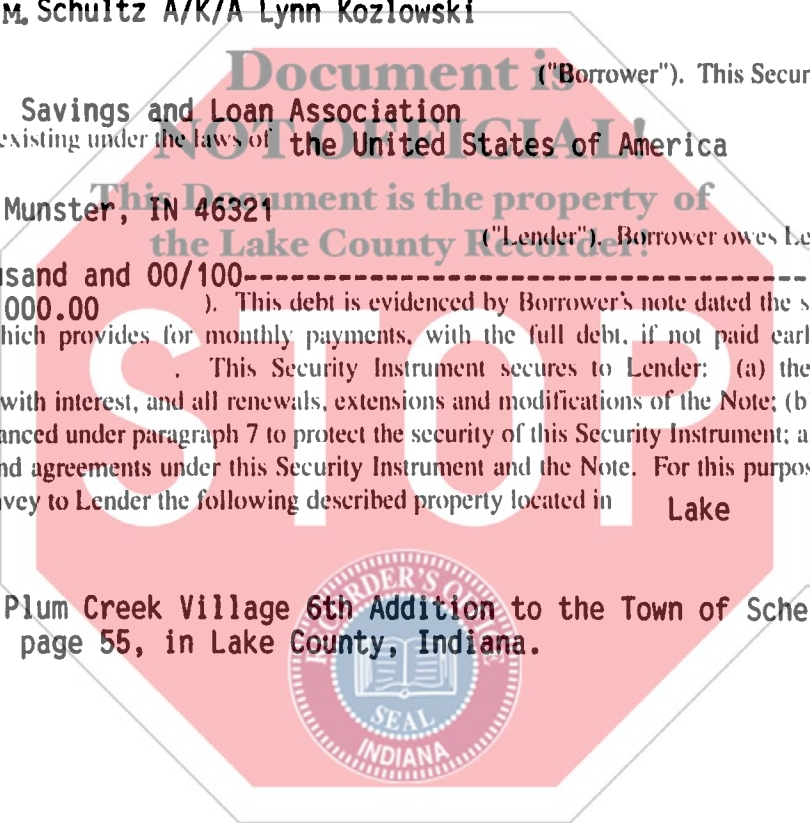 M. Schultz A/K/A Lynn Kozlowski
Document is
("Borrower"). This Secur
Savings and Loan Association
NOT OFFICIAL!
existing under the laws of the United States of America
This Document is the property of
Munster, IN 46321
the Lake County Recorder!
("Lender"). Borrower owes Le
usand and 00/100-----------------------------------
000.00 ). This debt is evidenced by Borrower's note dated the s
hich provides for monthly payments, with the full debt, if not paid earl
. This Security Instrument secures to Lender: (a) the
with interest, and all renewals, extensions and modifications of the Note; (b
anced under paragraph 7 to protect the security of this Security Instrument; a
nd agreements under this Security Instrument and the Note. For this purpos
vey to Lender the following described property located in Lake
STOP
Plum Creek Village 6th Addition to the Town of Sche
page 55, in Lake County, Indiana.
RECORDER'S OFFICE
SEAL
INDIANA